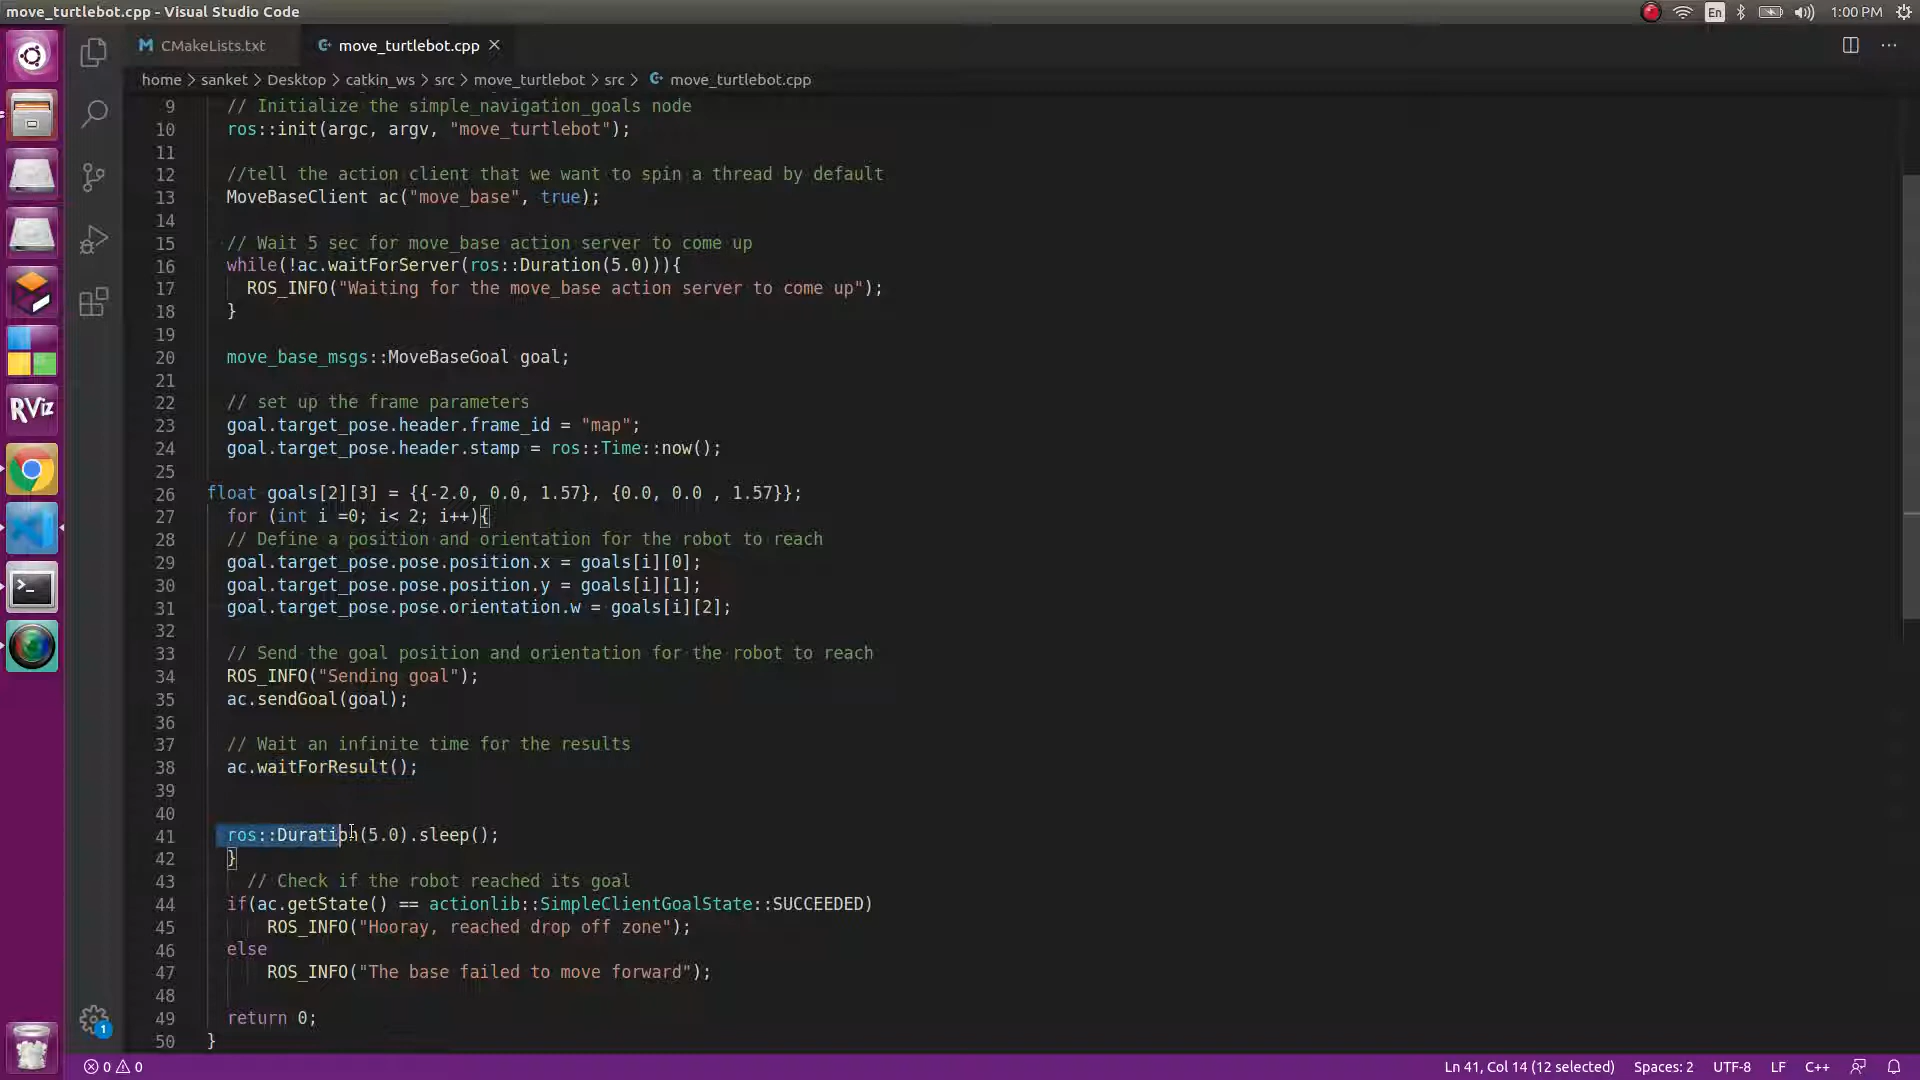 move_turtlebot.cpp - Visual Studio Code
En
1:00 PM
CMakeLists.txt
move_turtlebot.cpp
home > sanket > Desktop > catkin_ws > src > move_turtlebot > src > move_turtlebot.cpp
9 // Initialize the simple_navigation_goals node
10 ros::init(argc, argv, "move_turtlebot");
11
12 //tell the action client that we want to spin a thread by default
13 MoveBaseClient ac("move_base", true);
14
15 // Wait 5 sec for move_base action server to come up
16 while(!ac.waitForServer(ros::Duration(5.0))){
17 ROS_INFO("Waiting for the move_base action server to come up");
18 }
19
20 move_base_msgs::MoveBaseGoal goal;
21
22 // set up the frame parameters
23 goal.target_pose.header.frame_id = "map";
24 goal.target_pose.header.stamp = ros::Time::now();
25
26 float goals[2][3] = {{-2.0, 0.0, 1.57}, {0.0, 0.0 , 1.57}};
27 for (int i =0; i< 2; i++){
28 // Define a position and orientation for the robot to reach
29 goal.target_pose.pose.position.x = goals[i][0];
30 goal.target_pose.pose.position.y = goals[i][1];
31 goal.target_pose.pose.orientation.w = goals[i][2];
32
33 // Send the goal position and orientation for the robot to reach
34 ROS_INFO("Sending goal");
35 ac.sendGoal(goal);
36
37 // Wait an infinite time for the results
38 ac.waitForResult();
39
40
41 ros::Duration(5.0).sleep();
42 }
43 // Check if the robot reached its goal
44 if(ac.getState() == actionlib::SimpleClientGoalState::SUCCEEDED)
45 ROS_INFO("Hooray, reached drop off zone");
46 else
47 ROS_INFO("The base failed to move forward");
48
49 return 0;
50 }
RViz
1
0 0
Ln 41, Col 14 (12 selected)
Spaces: 2
UTF-8
LF
C++